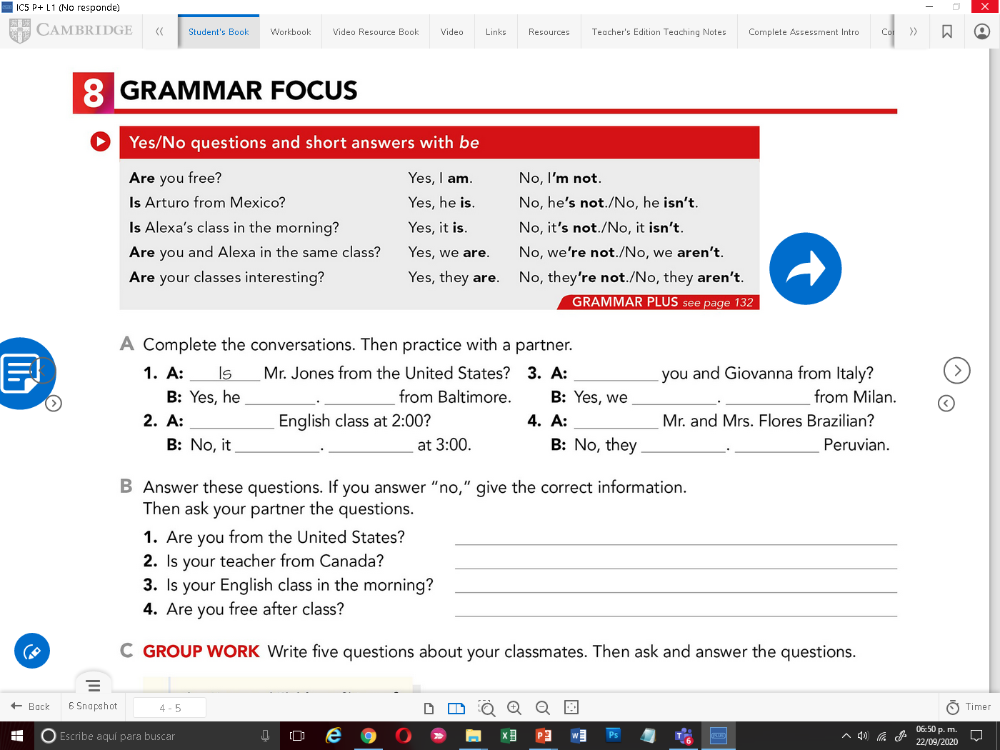 IC5 P+ L1 (No responde)
CAMBRIDGE
Student's Book
Workbook
Video Resource Book
Video
Links
Resources
Teacher's Edition Teaching Notes
Complete Assessment Intro
8 GRAMMAR FOCUS
Yes/No questions and short answers with be
Are you free? Yes, I am. No, I'm not.
Is Arturo from Mexico? Yes, he is. No, he's not./No, he isn't.
Is Alexa's class in the morning? Yes, it is. No, it's not./No, it isn't.
Are you and Alexa in the same class? Yes, we are. No, we're not./No, we aren't.
Are your classes interesting? Yes, they are. No, they're not./No, they aren't.
GRAMMAR PLUS see page 132
A Complete the conversations. Then practice with a partner.
1. A: ___Is___ Mr. Jones from the United States?
B: Yes, he ________. ________ from Baltimore.
2. A: ________ English class at 2:00?
B: No, it ________. ________ at 3:00.
3. A: ________ you and Giovanna from Italy?
B: Yes, we ________. ________ from Milan.
4. A: ________ Mr. and Mrs. Flores Brazilian?
B: No, they ________. ________ Peruvian.
B Answer these questions. If you answer “no,” give the correct information.
Then ask your partner the questions.
1. Are you from the United States?
2. Is your teacher from Canada?
3. Is your English class in the morning?
4. Are you free after class?
C GROUP WORK Write five questions about your classmates. Then ask and answer the questions.
Back
6 Snapshot
4 - 5
Timer
Escribe aquí para buscar
6
06:50 p. m.
22/09/2020